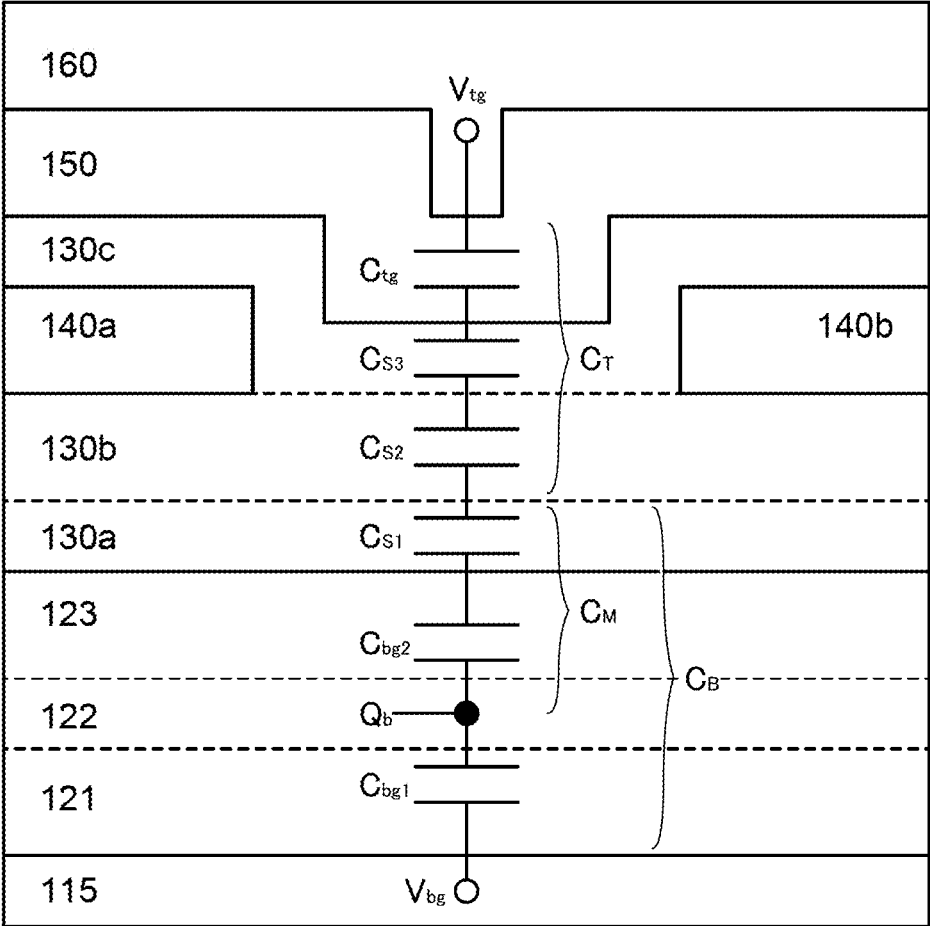 160
Vtg
150
130c
Ctg
140a
140b
CS3
CT
130b
CS2
130a
CS1
123
CM
Cbg2
CB
122
Qb
121
Cbg1
115
Vbg